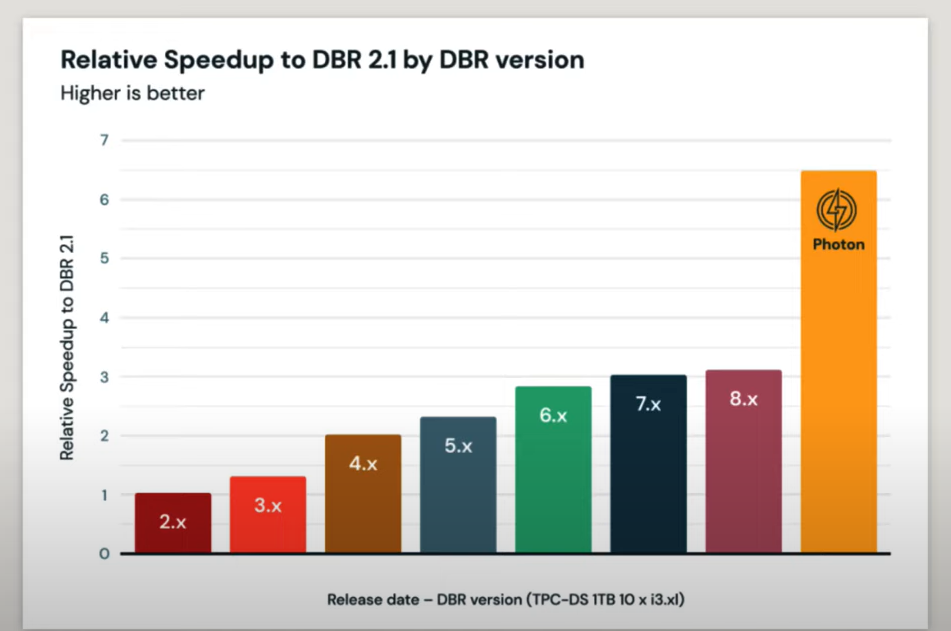 Relative Speedup to DBR 2.1 by DBR version
Higher is better
Relative Speedup to DBR 2.1
7
6
5
4
3
2
1
0
2.x
3.x
4.x
5.x
6.x
7.x
8.x
Photon
Release date – DBR version (TPC-DS 1TB 10 x i3.xl)